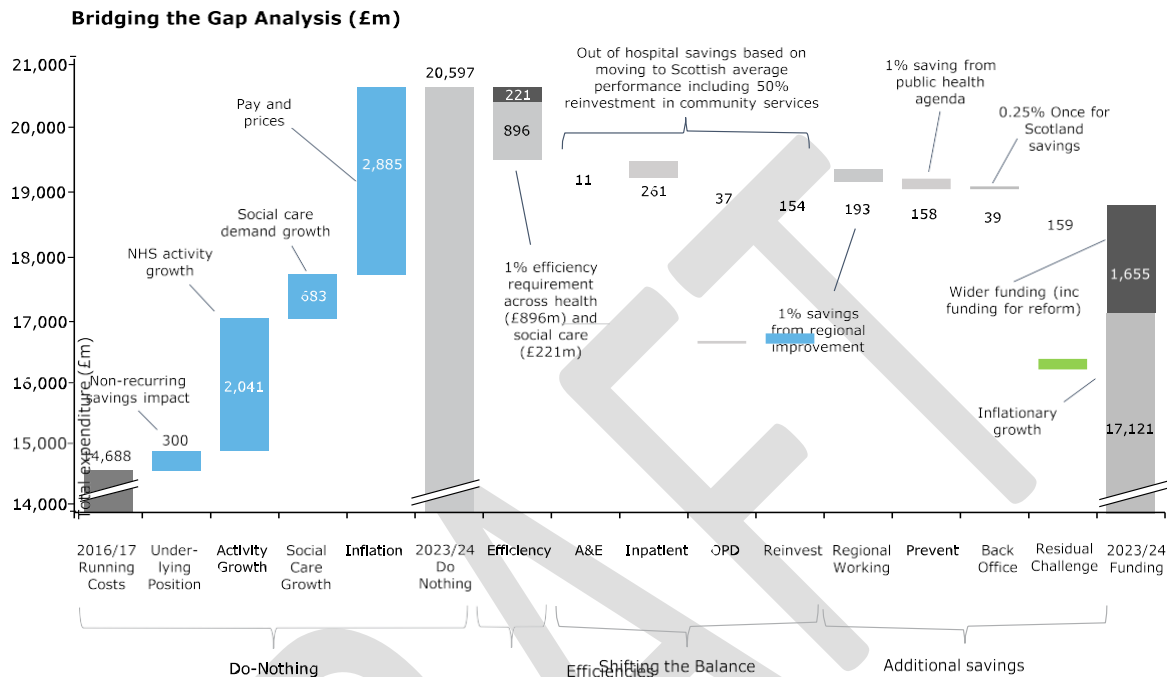 Bridging the Gap Analysis (£m)
Total expenditure (£m)
21,000
20,000
19,000
18,000
17,000
16,000
15,000
14,000
4,688
300
2,041
683
2,885
20,597
221
896
11
261
37
154
193
158
39
159
1,655
17,121
Non-recurring
savings impact
NHS activity
growth
Social care
demand growth
Pay and
prices
1% efficiency
requirement
across health
(£896m) and
social care
(£221m)
Out of hospital savings based on
moving to Scottish average
performance including 50%
reinvestment in community services
1% savings
from regional
improvement
1% saving from
public health
agenda
0.25% Once for
Scotland
savings
Wider funding (inc
funding for reform)
Inflationary
growth
2016/17
Running
Costs
Under-
lying
Position
Activity
Growth
Social
Care
Growth
Inflation
2023/24
Do
Nothing
Efficiency
A&E
Inpatient
OPD
Reinvest
Regional
Working
Prevent
Back
Office
Residual
Challenge
2023/24
Funding
Do-Nothing
Efficiencies
Shifting the Balance
Additional savings
DRAFT